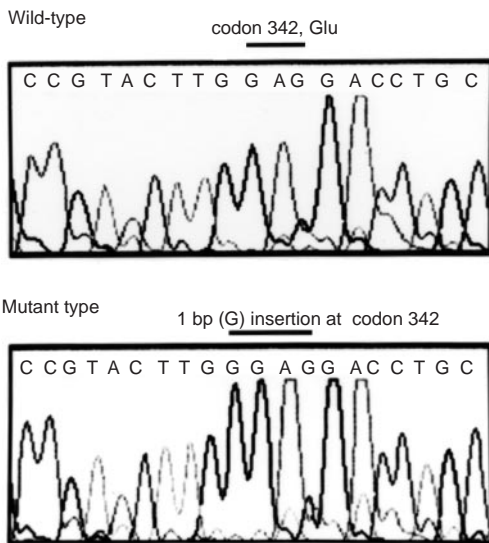 Wild-type
codon 342, Glu
C C G T A C T T G G A G G A C C T G C
Mutant type
1 bp (G) insertion at codon 342
C C G T A C T T G G G A G G A C C T G C